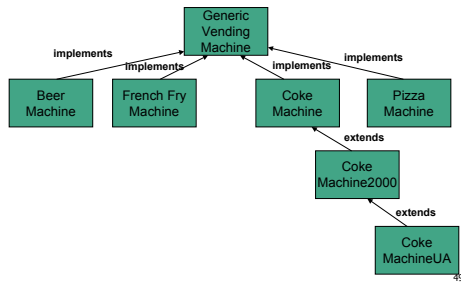 Generic
Vending
Machine
implements
implements
implements
implements
Beer
Machine
French Fry
Machine
Coke
Machine
Pizza
Machine
extends
Coke
Machine2000
extends
Coke
MachineUA
49